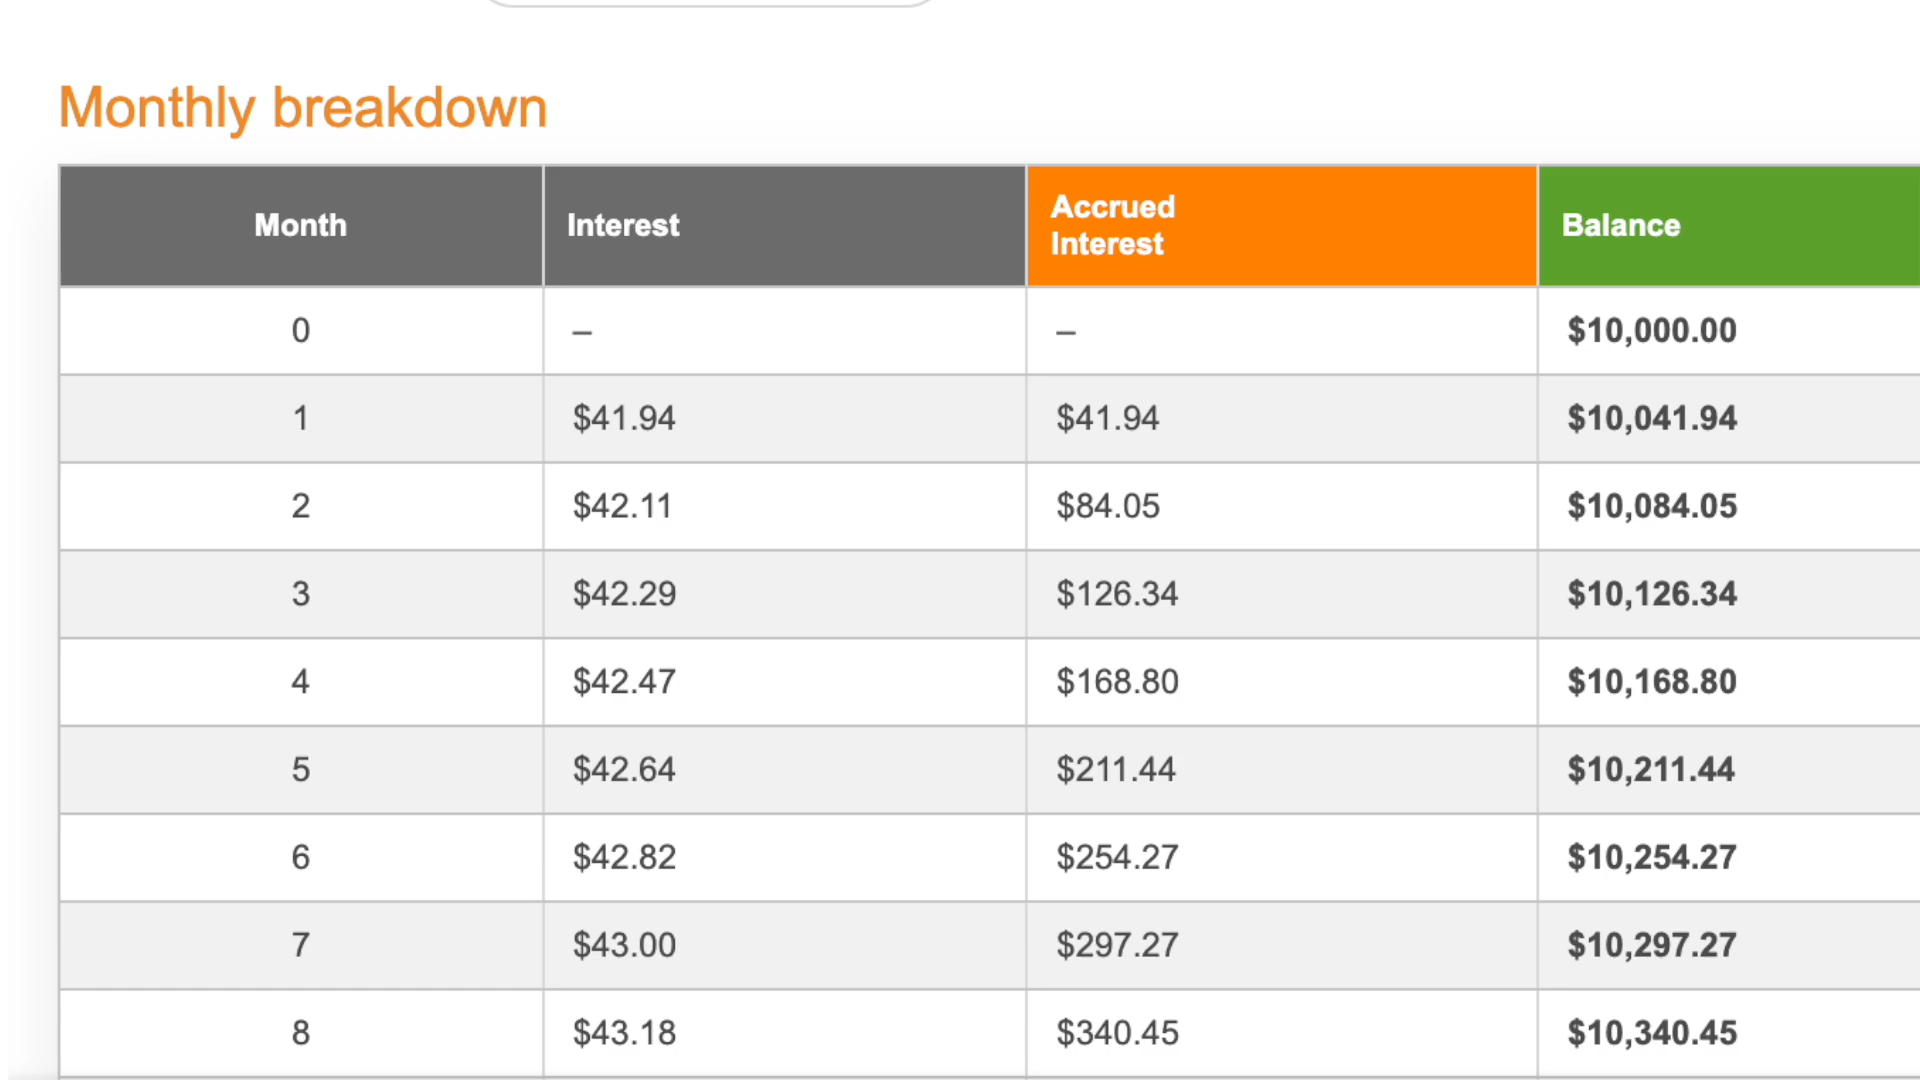 Monthly breakdown
Month Interest Accrued Interest Balance
0 – – $10,000.00
1 $41.94 $41.94 $10,041.94
2 $42.11 $84.05 $10,084.05
3 $42.29 $126.34 $10,126.34
4 $42.47 $168.80 $10,168.80
5 $42.64 $211.44 $10,211.44
6 $42.82 $254.27 $10,254.27
7 $43.00 $297.27 $10,297.27
8 $43.18 $340.45 $10,340.45